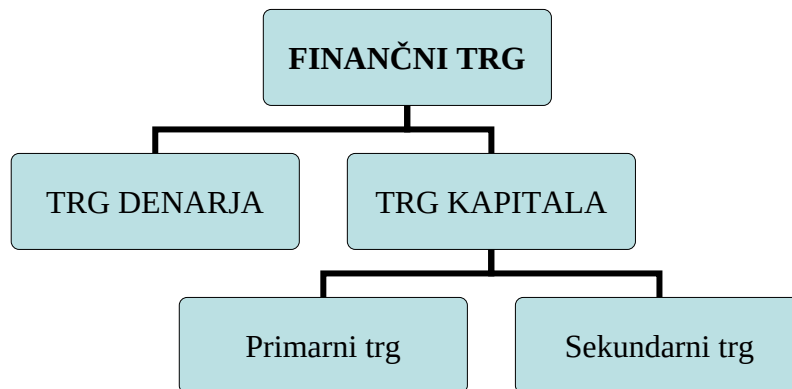 FINANČNI TRG
TRG DENARJA
TRG KAPITALA
Primarni trg
Sekundarni trg